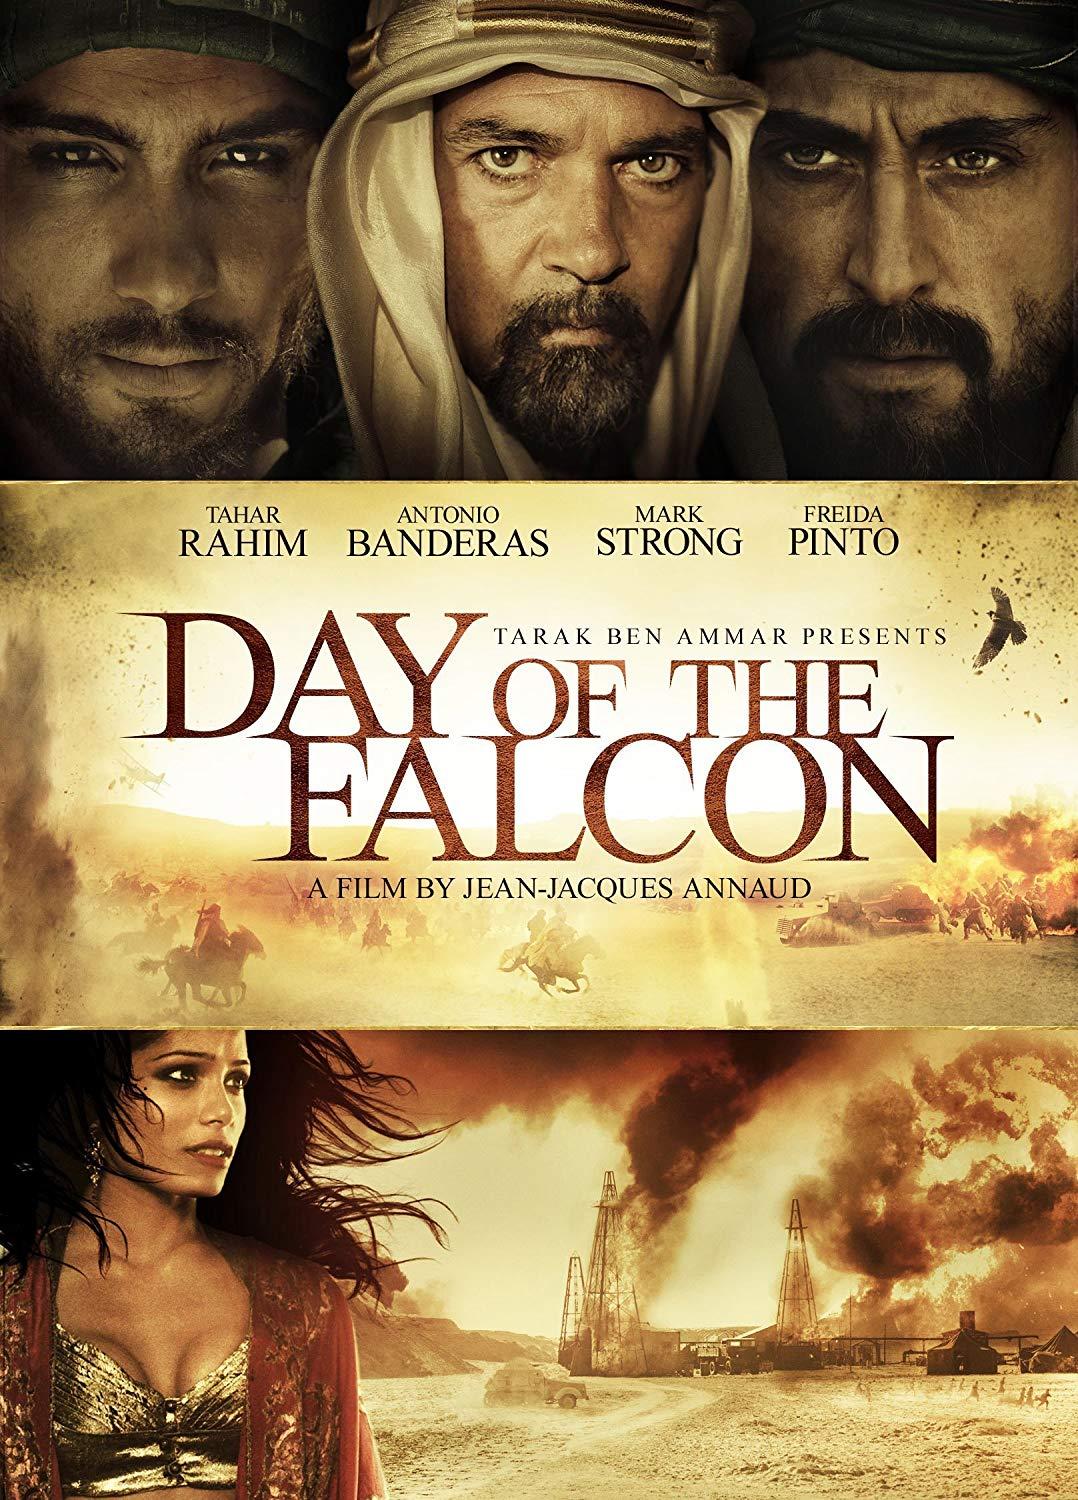 TAHAR ANTONIO MARK FREIDA
RAHIM BANDERAS STRONG PINTO
TARAK BEN AMMAR PRESENTS
DAY OF THE
FALCON
A FILM BY JEAN-JACQUES ANNAUD